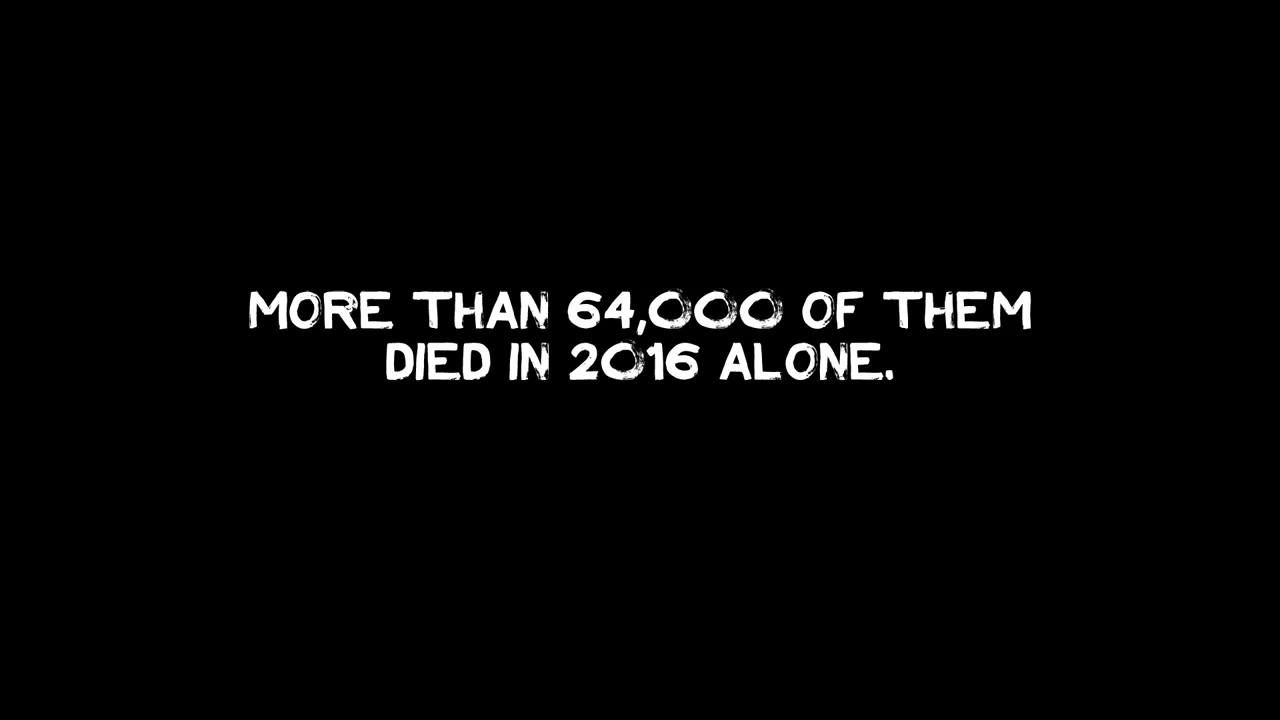 MORE THAN 64,000 OF THEM
DIED IN 2016 ALONE.